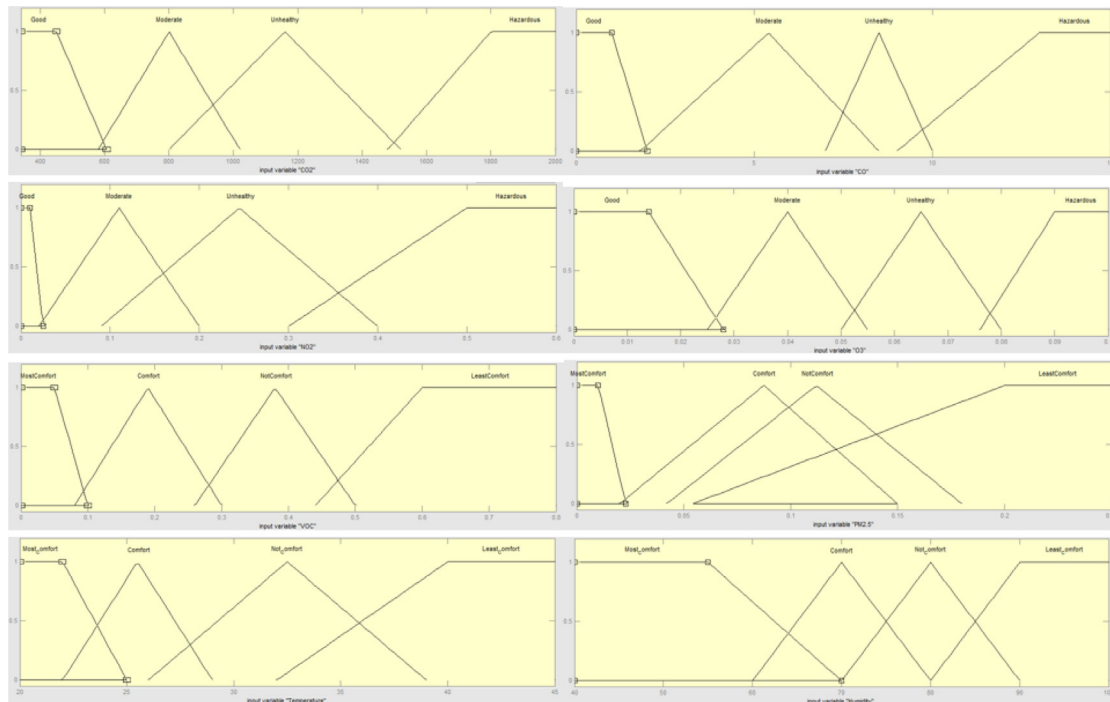 Good Moderate Unhealthy Hazardous
1
0.5
0
400 600 800 1000 1200 1400 1600 1800 2000
input variable "CO2"
Good Moderate Unhealthy Hazardous
1
0.5
0
0 5 10
input variable "CO"
Good Moderate Unhealthy Hazardous
1
0.5
0
0 0.1 0.2 0.3 0.4 0.5 0.6
input variable "NO2"
Good Moderate Unhealthy Hazardous
1
0.5
0
0 0.01 0.02 0.03 0.04 0.05 0.06 0.07 0.08 0.09
input variable "O3"
MostComfort Comfort NotComfort LeastComfort
1
0.5
0
0 0.1 0.2 0.3 0.4 0.5 0.6 0.7 0.8
input variable "VOC"
MostComfort Comfort NotComfort LeastComfort
1
0.5
0
0 0.05 0.1 0.15 0.2
input variable "PM2.5"
Most_Comfort Comfort Not_Comfort Least_Comfort
1
0.5
0
20 25 30 35 40 45
input variable "Temperature"
Most_Comfort Comfort Not_Comfort Least_Comfort
1
0.5
0
40 50 60 70 80 90
input variable "Humidity"